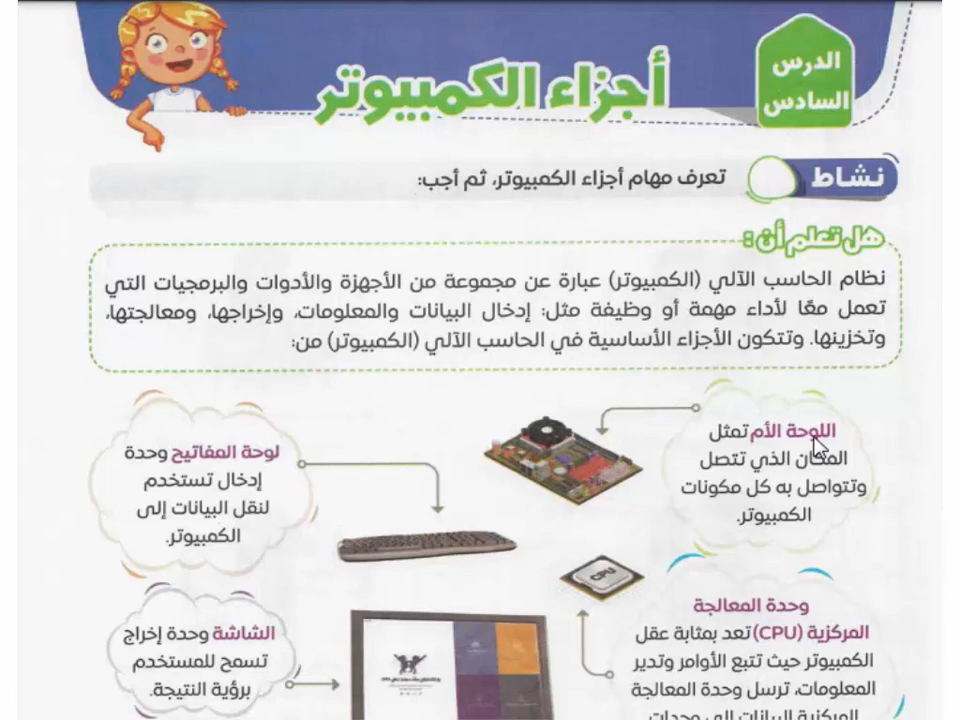 الدرس
السادس
أجزاء الكمبيوتر
نشاط
تعرف مهام أجزاء الكمبيوتر، ثم أجب:
هل تعلم أن:
نظام الحاسب الآلي (الكمبيوتر) عبارة عن مجموعة من الأجهزة والأدوات والبرمجيات التي
تعمل معًا لأداء مهمة أو وظيفة مثل: إدخال البيانات والمعلومات، وإخراجها، ومعالجتها،
وتخزينها. وتتكون الأجزاء الأساسية في الحاسب الآلي (الكمبيوتر) من:
اللوحة الأم تمثل
المكان الذي تتصل
وتتواصل به كل مكونات
الكمبيوتر.
لوحة المفاتيح وحدة
إدخال تستخدم
لنقل البيانات إلى
الكمبيوتر.
CPU
وحدة المعالجة
المركزية (CPU) تعد بمثابة عقل
الكمبيوتر حيث تتبع الأوامر وتدير
المعلومات، ترسل وحدة المعالجة
المركزية البيانات إلى وحدات
الشاشة وحدة إخراج
تسمح للمستخدم
برؤية النتيجة.